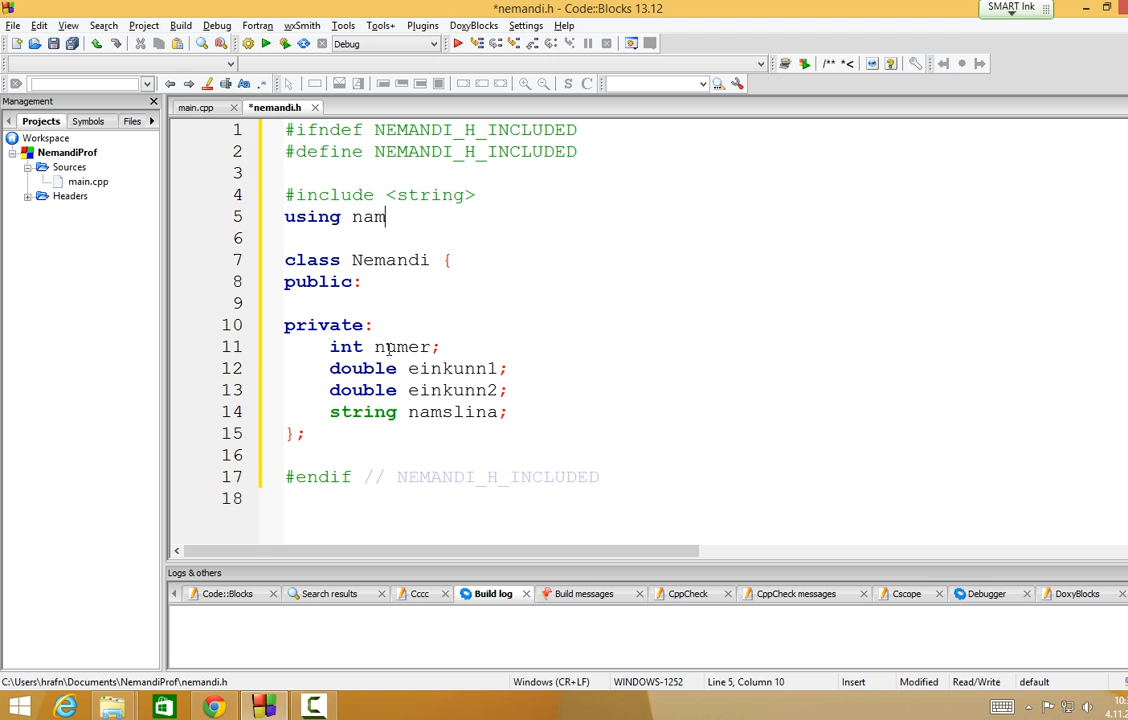 *nemandi.h - Code::Blocks 13.12
SMART Ink
File Edit View Search Project Build Debug Fortran wxSmith Tools Tools+ Plugins DoxyBlocks Settings Help
Debug
/** *<
S C
Management
main.cpp *nemandi.h
Projects Symbols Files
Workspace
NemandiProf
Sources
main.cpp
Headers
1 #ifndef NEMANDI_H_INCLUDED
2 #define NEMANDI_H_INCLUDED
3
4 #include <string>
5 using nam
6
7 class Nemandi {
8 public:
9
10 private:
11 int numer;
12 double einkunn1;
13 double einkunn2;
14 string namslina;
15 };
16
17 #endif // NEMANDI_H_INCLUDED
18
Logs & others
Code::Blocks Search results Cccc Build log Build messages CppCheck CppCheck messages Cscope Debugger DoxyBlocks
C:\Users\hrafn\Documents\NemandiProf\nemandi.h Windows (CR+LF) WINDOWS-1252 Line 5, Column 10 Insert Modified Read/Write default